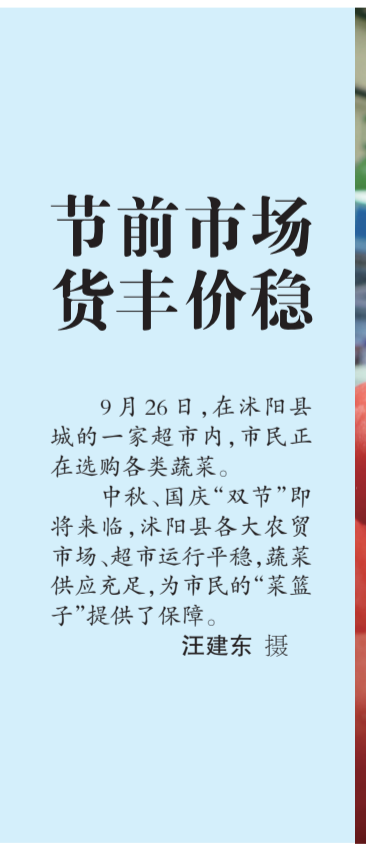 节前市场
货丰价稳
9月26日,在沭阳县
城的一家超市内,市民正
在选购各类蔬菜。
中秋、国庆“双节”即
将来临,沭阳县各大农贸
市场、超市运行平稳,蔬菜
供应充足,为市民的“菜篮
子”提供了保障。
汪建东 摄